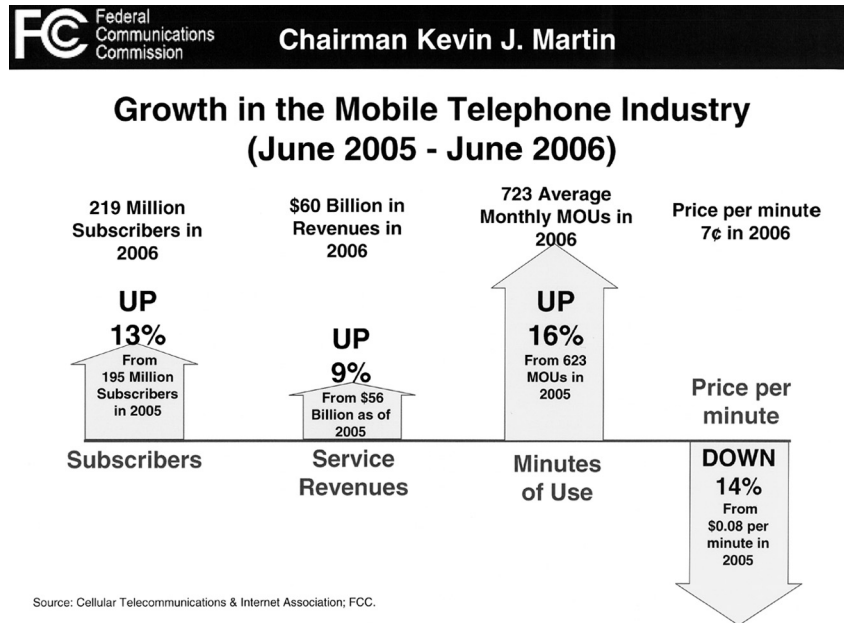 FCC
Federal
Communications
Commission
Chairman Kevin J. Martin
Growth in the Mobile Telephone Industry
(June 2005 - June 2006)
219 Million
Subscribers in
2006
UP
13%
From
195 Million
Subscribers
in 2005
Subscribers
$60 Billion in
Revenues in
2006
UP
9%
From $56
Billion as of
2005
Service
Revenues
723 Average
Monthly MOUs in
2006
UP
16%
From 623
MOUs in
2005
Minutes
of Use
Price per minute
7¢ in 2006
Price per
minute
DOWN
14%
From
$0.08 per
minute in
2005
Source: Cellular Telecommunications & Internet Association; FCC.